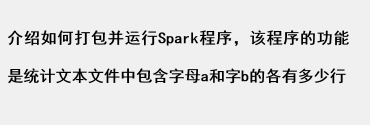 介绍如何打包并运行Spark程序，该程序的功能
是统计文本文件中包含字母a和字b的各有多少行